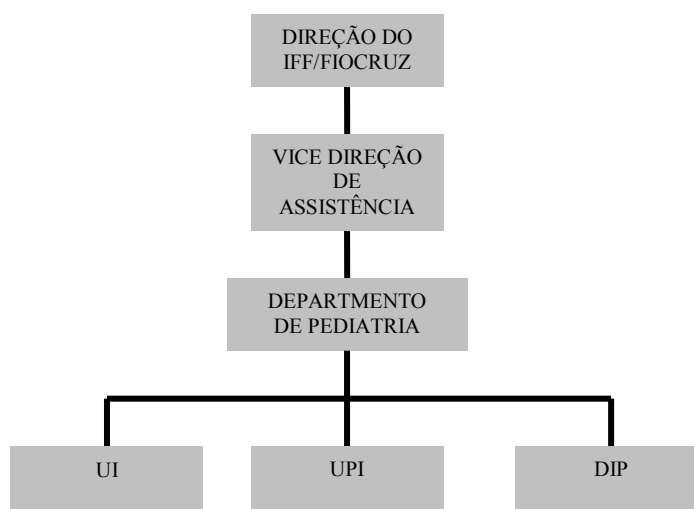 DIREÇÃO DO
IFF/FIOCRUZ
VICE DIREÇÃO
DE
ASSISTÊNCIA
DEPARTMENTO
DE PEDIATRIA
UI
UPI
DIP